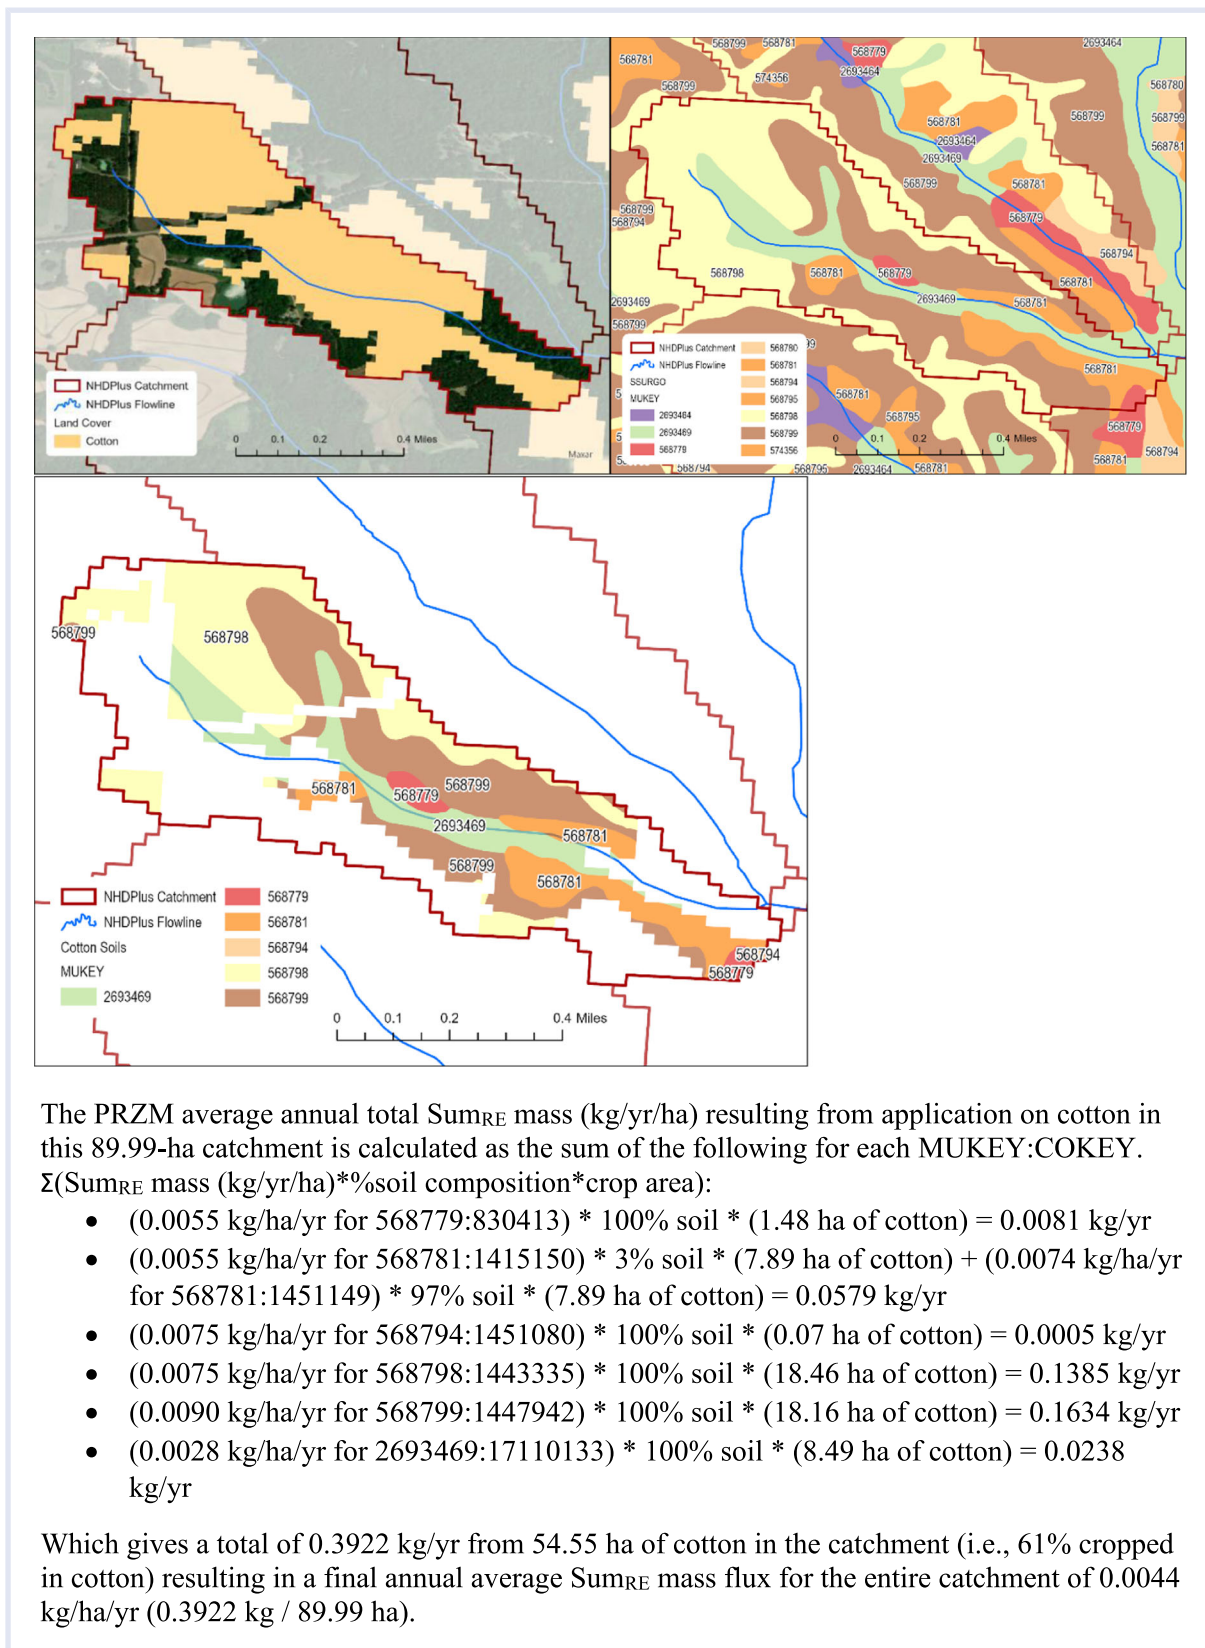 NHDPlus Catchment
NHDPlus Flowline
Land Cover
Cotton
0 0.1 0.2 0.4 Miles
Maxar
568781
568799
568781
568779
2693464
2693464
568799
574356
568780
568799
568781
568781
568799
2693464
2693469
568799
568781
568799
568794
568779
568794
568798
568781
568779
568781
2693469
568781
2693469
568799
568781
568781
568795
568779
568781
568794
568794
568795
2693464
568781
NHDPlus Catchment
NHDPlus Flowline
SSURGO
MUKEY
2693464
2693469
568779
568780
568781
568794
568795
568798
568799
574356
0 0.1 0.2 0.4 Miles
568799
568798
568781
568779
568799
2693469
568781
568799
568781
568794
568779
NHDPlus Catchment
NHDPlus Flowline
Cotton Soils
MUKEY
2693469
568779
568781
568794
568798
568799
0 0.1 0.2 0.4 Miles
The PRZM average annual total SumRE mass (kg/yr/ha) resulting from application on cotton in
this 89.99-ha catchment is calculated as the sum of the following for each MUKEY:COKEY.
Σ(SumRE mass (kg/yr/ha)*%soil composition*crop area):
• (0.0055 kg/ha/yr for 568779:830413) * 100% soil * (1.48 ha of cotton) = 0.0081 kg/yr
• (0.0055 kg/ha/yr for 568781:1415150) * 3% soil * (7.89 ha of cotton) + (0.0074 kg/ha/yr
for 568781:1451149) * 97% soil * (7.89 ha of cotton) = 0.0579 kg/yr
• (0.0075 kg/ha/yr for 568794:1451080) * 100% soil * (0.07 ha of cotton) = 0.0005 kg/yr
• (0.0075 kg/ha/yr for 568798:1443335) * 100% soil * (18.46 ha of cotton) = 0.1385 kg/yr
• (0.0090 kg/ha/yr for 568799:1447942) * 100% soil * (18.16 ha of cotton) = 0.1634 kg/yr
• (0.0028 kg/ha/yr for 2693469:17110133) * 100% soil * (8.49 ha of cotton) = 0.0238
kg/yr
Which gives a total of 0.3922 kg/yr from 54.55 ha of cotton in the catchment (i.e., 61% cropped
in cotton) resulting in a final annual average SumRE mass flux for the entire catchment of 0.0044
kg/ha/yr (0.3922 kg / 89.99 ha).